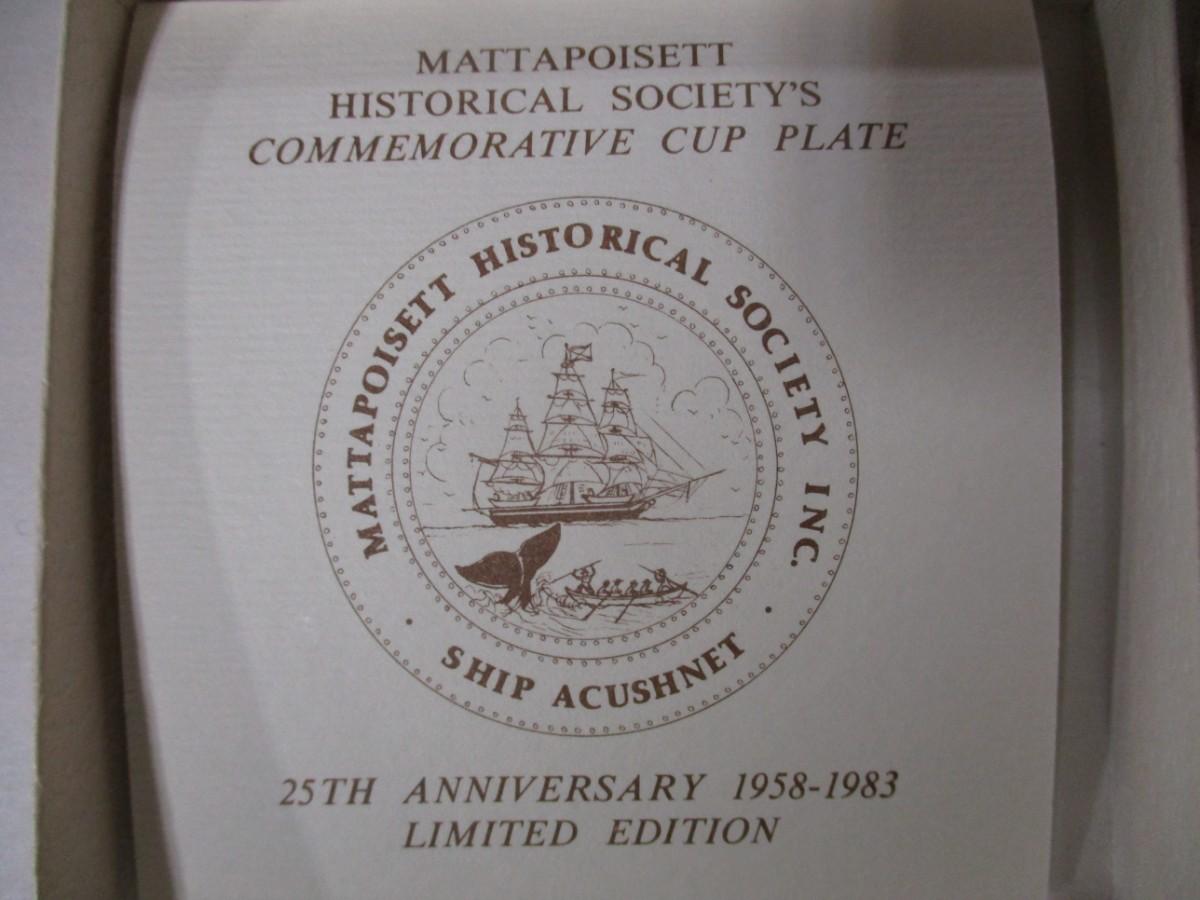 MATTAPOISETT
HISTORICAL SOCIETY'S
COMMEMORATIVE CUP PLATE
MATTAPOISETT HISTORICAL SOCIETY INC.
· SHIP ACUSHNET ·
25TH ANNIVERSARY 1958-1983
LIMITED EDITION